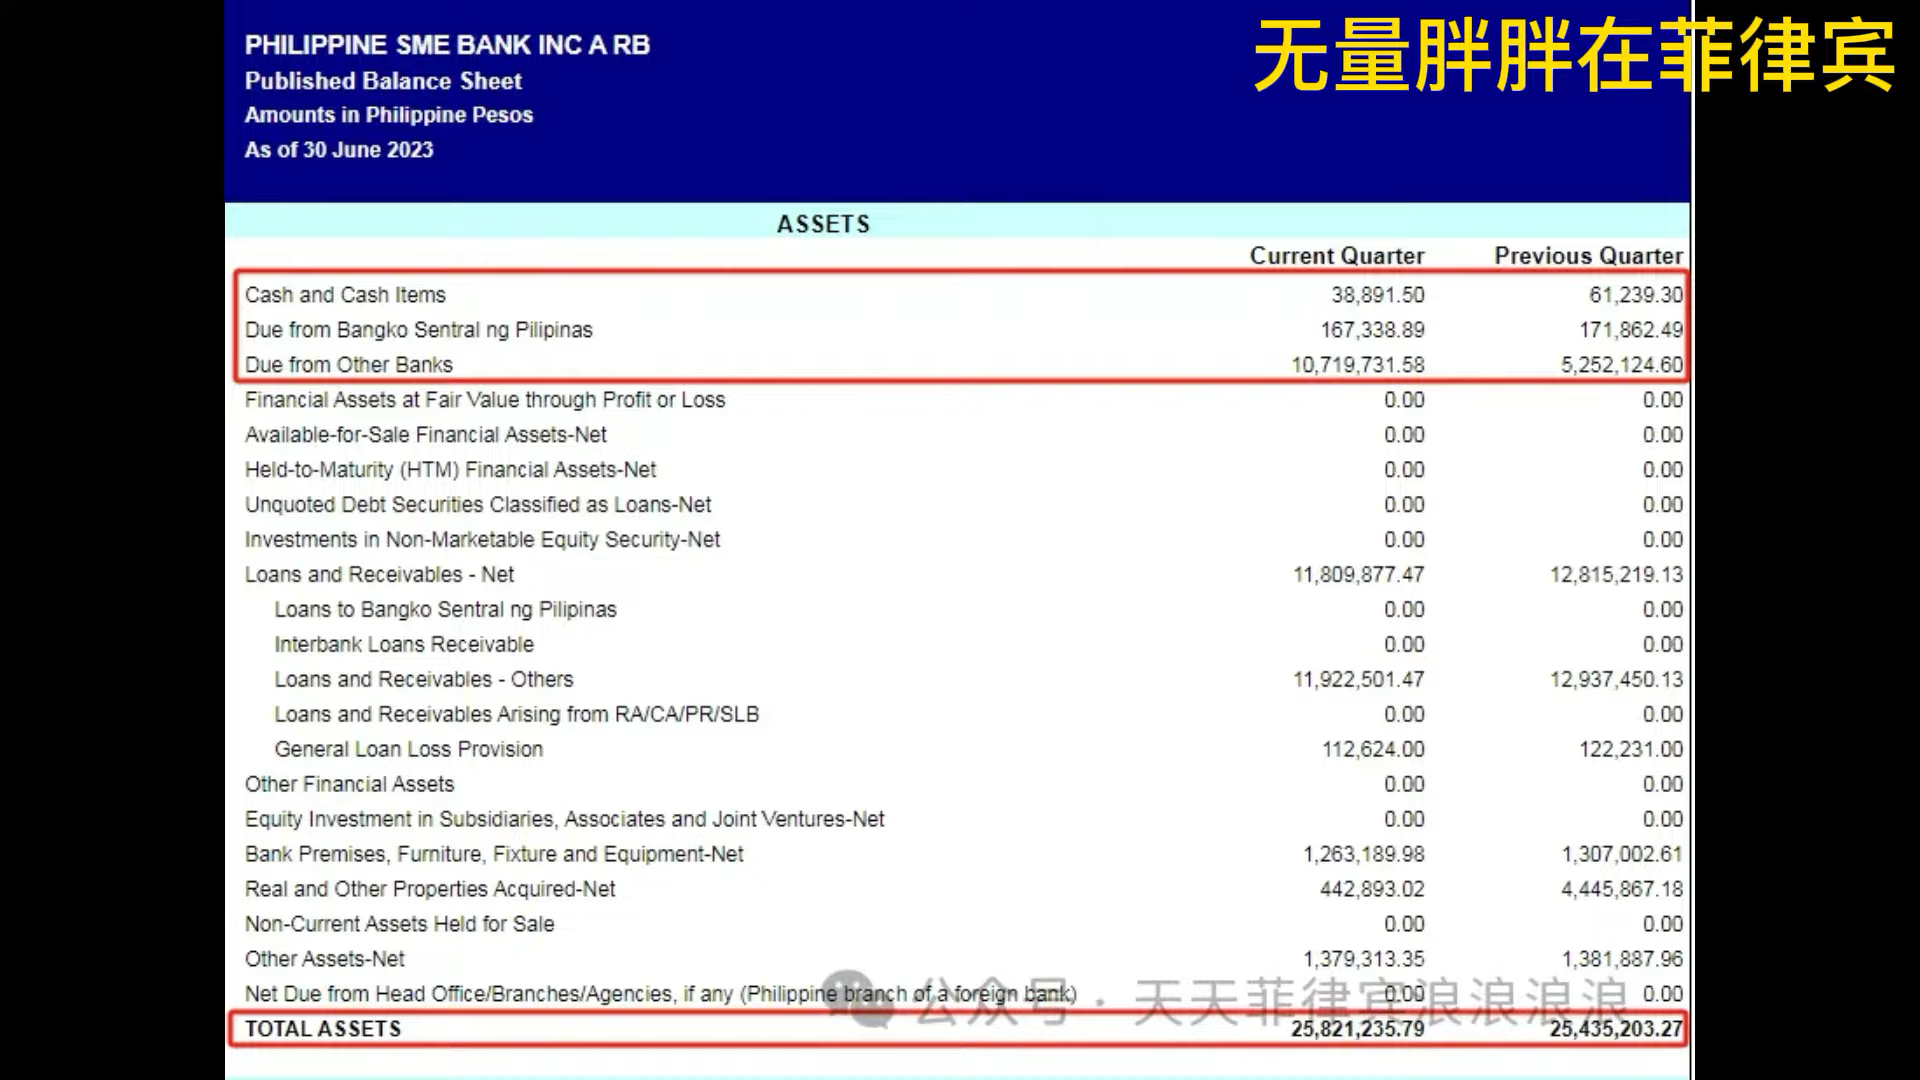 无量胖胖在菲律宾
PHILIPPINE SME BANK INC A RB
Published Balance Sheet
Amounts in Philippine Pesos
As of 30 June 2023
ASSETS
Current Quarter Previous Quarter
Cash and Cash Items 38,891.50 61,239.30
Due from Bangko Sentral ng Pilipinas 167,338.89 171,862.49
Due from Other Banks 10,719,731.58 5,252,124.60
Financial Assets at Fair Value through Profit or Loss 0.00 0.00
Available-for-Sale Financial Assets-Net 0.00 0.00
Held-to-Maturity (HTM) Financial Assets-Net 0.00 0.00
Unquoted Debt Securities Classified as Loans-Net 0.00 0.00
Investments in Non-Marketable Equity Security-Net 0.00 0.00
Loans and Receivables - Net 11,809,877.47 12,815,219.13
Loans to Bangko Sentral ng Pilipinas 0.00 0.00
Interbank Loans Receivable 0.00 0.00
Loans and Receivables - Others 11,922,501.47 12,937,450.13
Loans and Receivables Arising from RA/CA/PR/SLB 0.00 0.00
General Loan Loss Provision 112,624.00 122,231.00
Other Financial Assets 0.00 0.00
Equity Investment in Subsidiaries, Associates and Joint Ventures-Net 0.00 0.00
Bank Premises, Furniture, Fixture and Equipment-Net 1,263,189.98 1,307,002.61
Real and Other Properties Acquired-Net 442,893.02 4,445,867.18
Non-Current Assets Held for Sale 0.00 0.00
Other Assets-Net 1,379,313.35 1,381,887.96
Net Due from Head Office/Branches/Agencies, if any (Philippine branch of a foreign bank) 0.00 0.00
公众号 · 天天菲律宾浪浪浪浪
TOTAL ASSETS 25,821,235.79 25,435,203.27